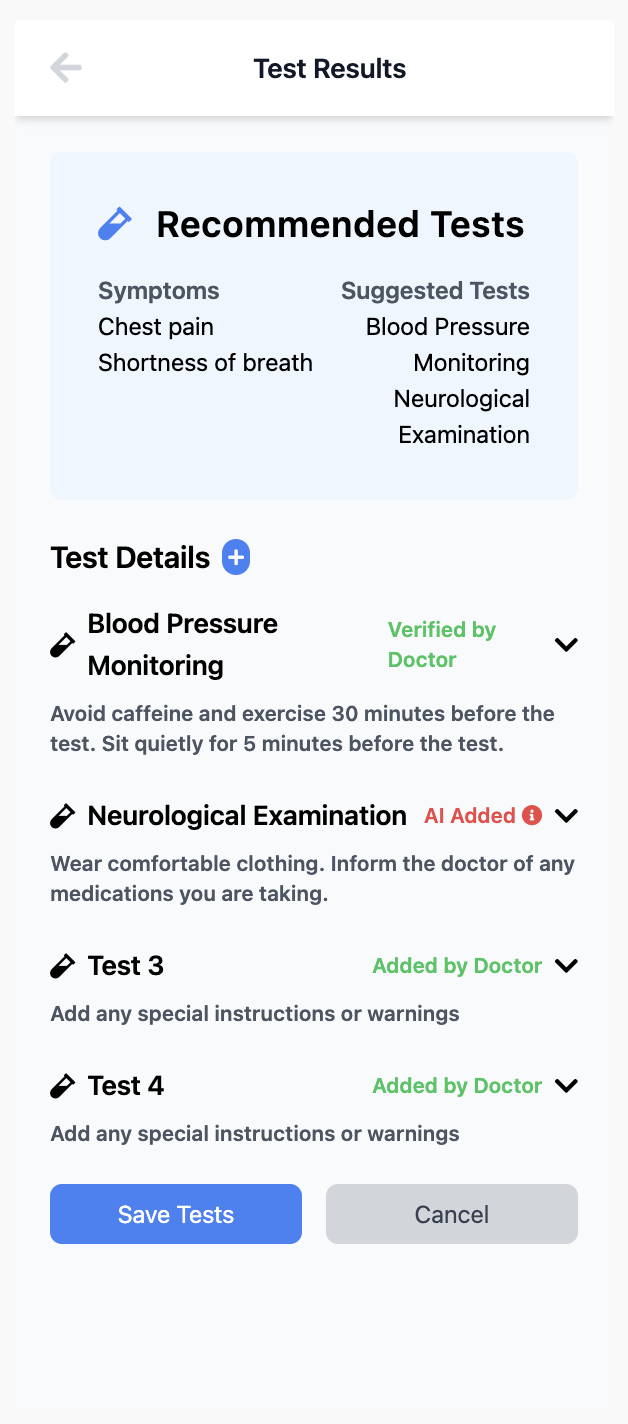 Test Results
Recommended Tests
Symptoms
Chest pain
Shortness of breath
Suggested Tests
Blood Pressure
Monitoring
Neurological
Examination
Test Details
Blood Pressure
Monitoring
Verified by
Doctor
Avoid caffeine and exercise 30 minutes before the
test. Sit quietly for 5 minutes before the test.
Neurological Examination
AI Added
Wear comfortable clothing. Inform the doctor of any
medications you are taking.
Test 3
Added by Doctor
Add any special instructions or warnings
Test 4
Added by Doctor
Add any special instructions or warnings
Save Tests
Cancel